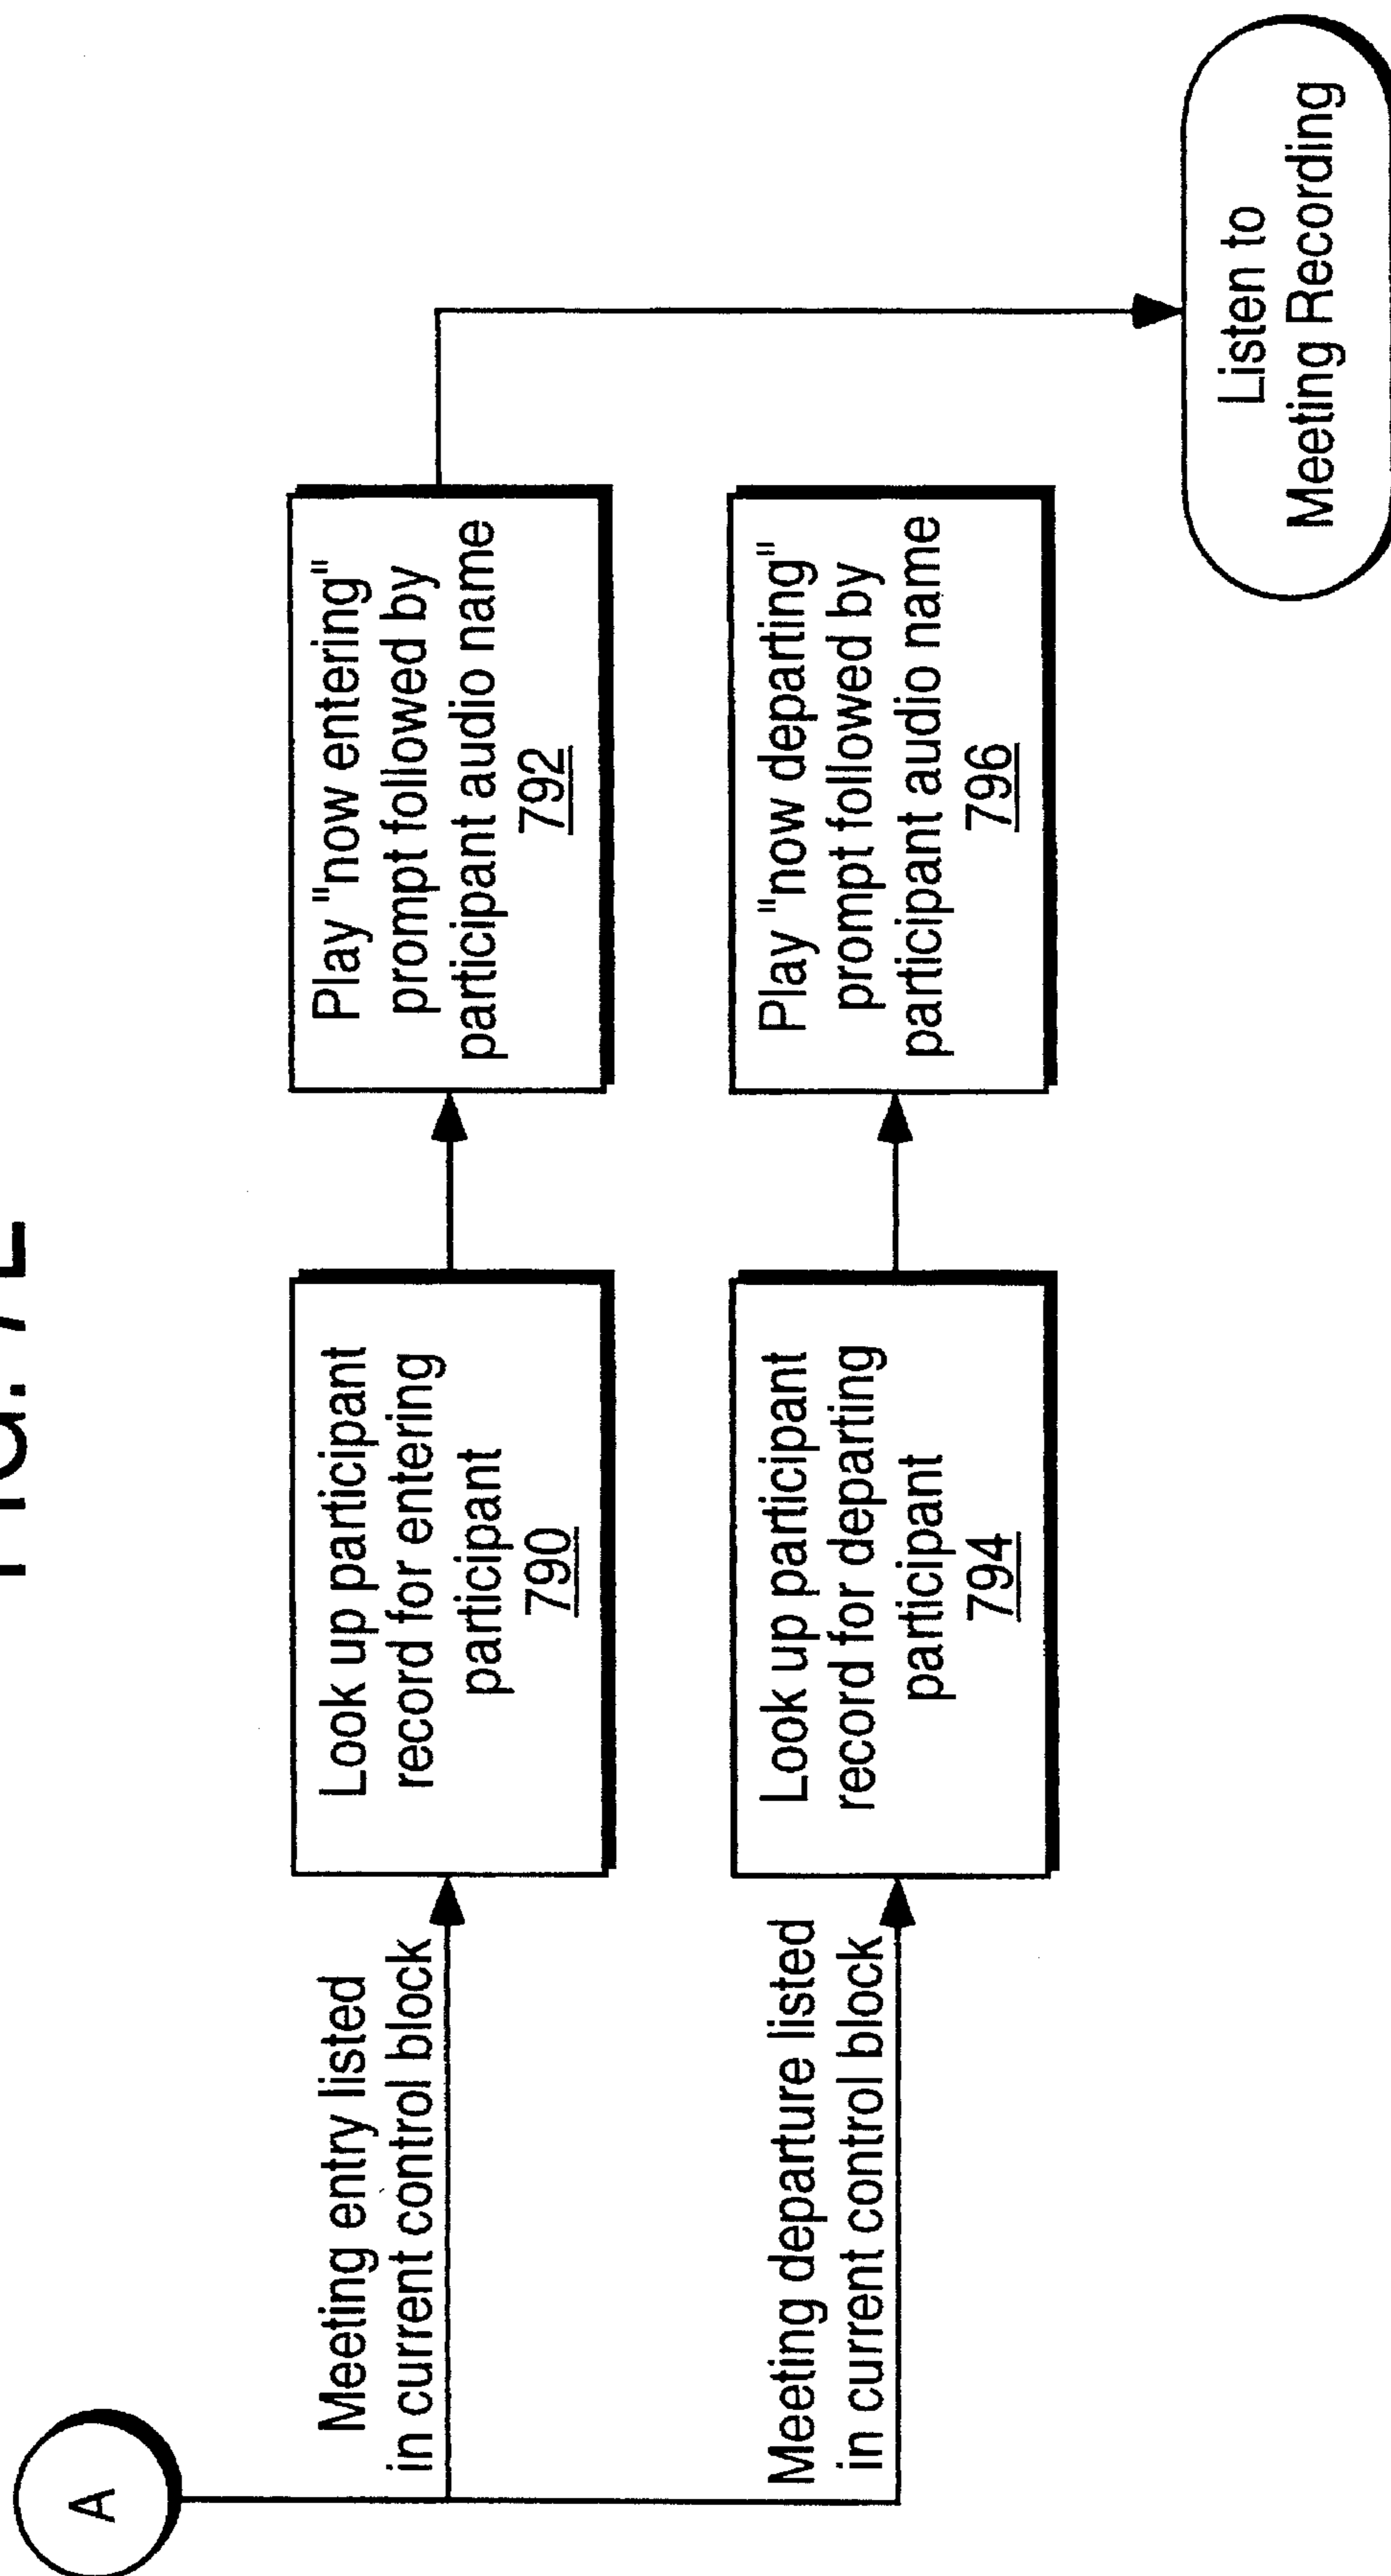 A
Meeting entry listed
in current control block
Look up participant
record for entering
participant
790
Play "now entering"
prompt followed by
participant audio name
792
Meeting departure listed
in current control block
Look up participant
record for departing
participant
794
Play "now departing"
prompt followed by
participant audio name
796
Listen to
Meeting Recording